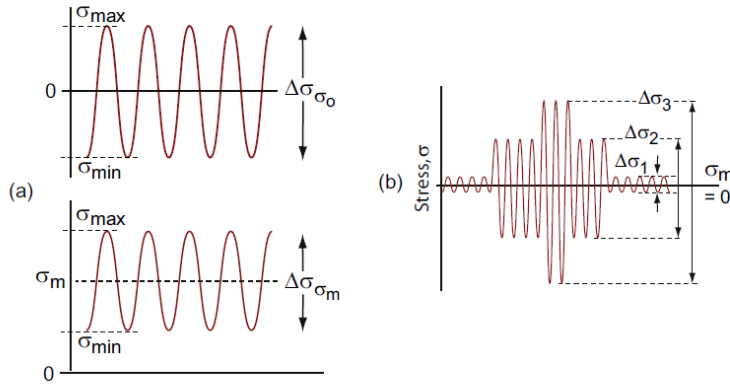 σmax
0
Δσσo
σmin
(a)
σmax
σm
Δσσm
σmin
0
Stress, σ
Δσ3
Δσ2
Δσ1
σm
= 0
(b)